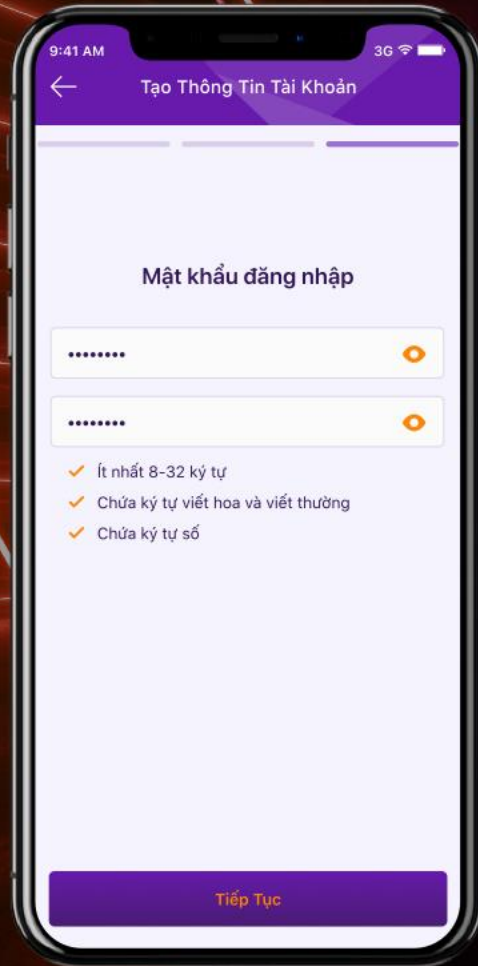 9:41 AM
3G
Tạo Thông Tin Tài Khoản
Mật khẩu đăng nhập
••••••••
••••••••
Ít nhất 8-32 ký tự
Chứa ký tự viết hoa và viết thường
Chứa ký tự số
Tiếp Tục